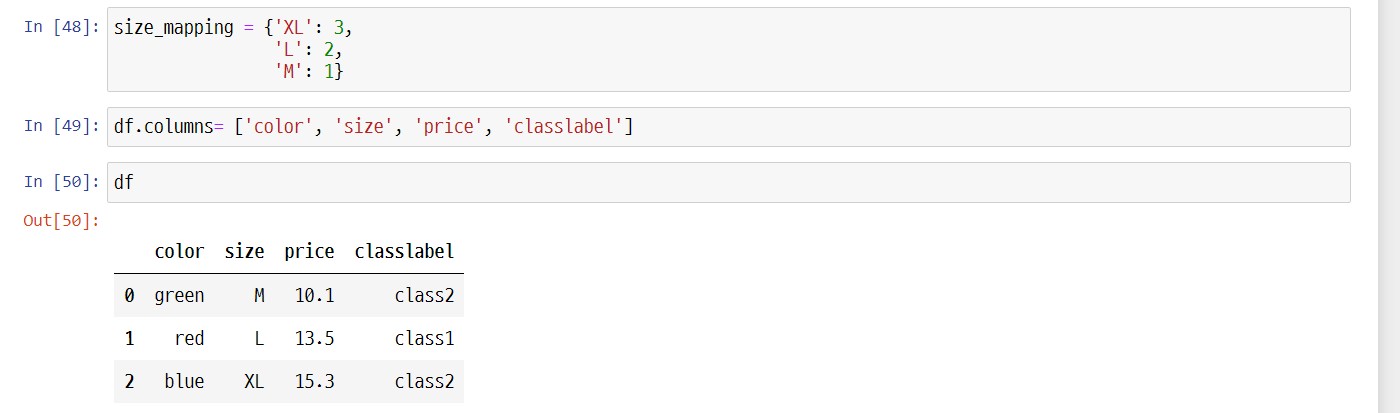 In [48]: size_mapping = {'XL': 3,
'L': 2,
'M': 1}
In [49]: df.columns= ['color', 'size', 'price', 'classlabel']
In [50]: df
Out[50]:
color size price classlabel
0 green M 10.1 class2
1 red L 13.5 class1
2 blue XL 15.3 class2